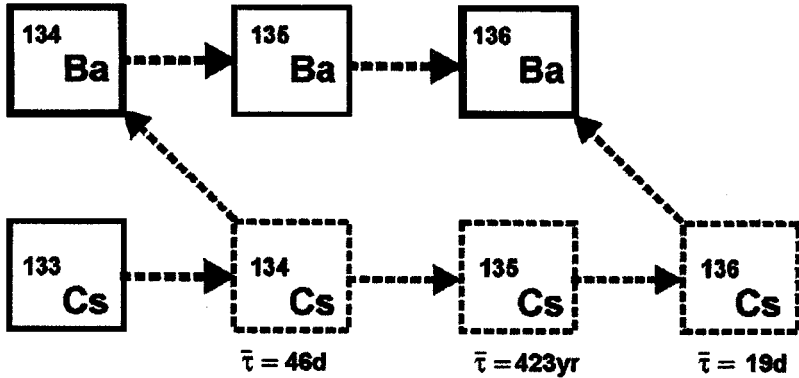 134
Ba
135
Ba
136
Ba
133
Cs
134
Cs
135
Cs
136
Cs
τ̄ = 46d
τ̄ = 423yr
τ̄ = 19d